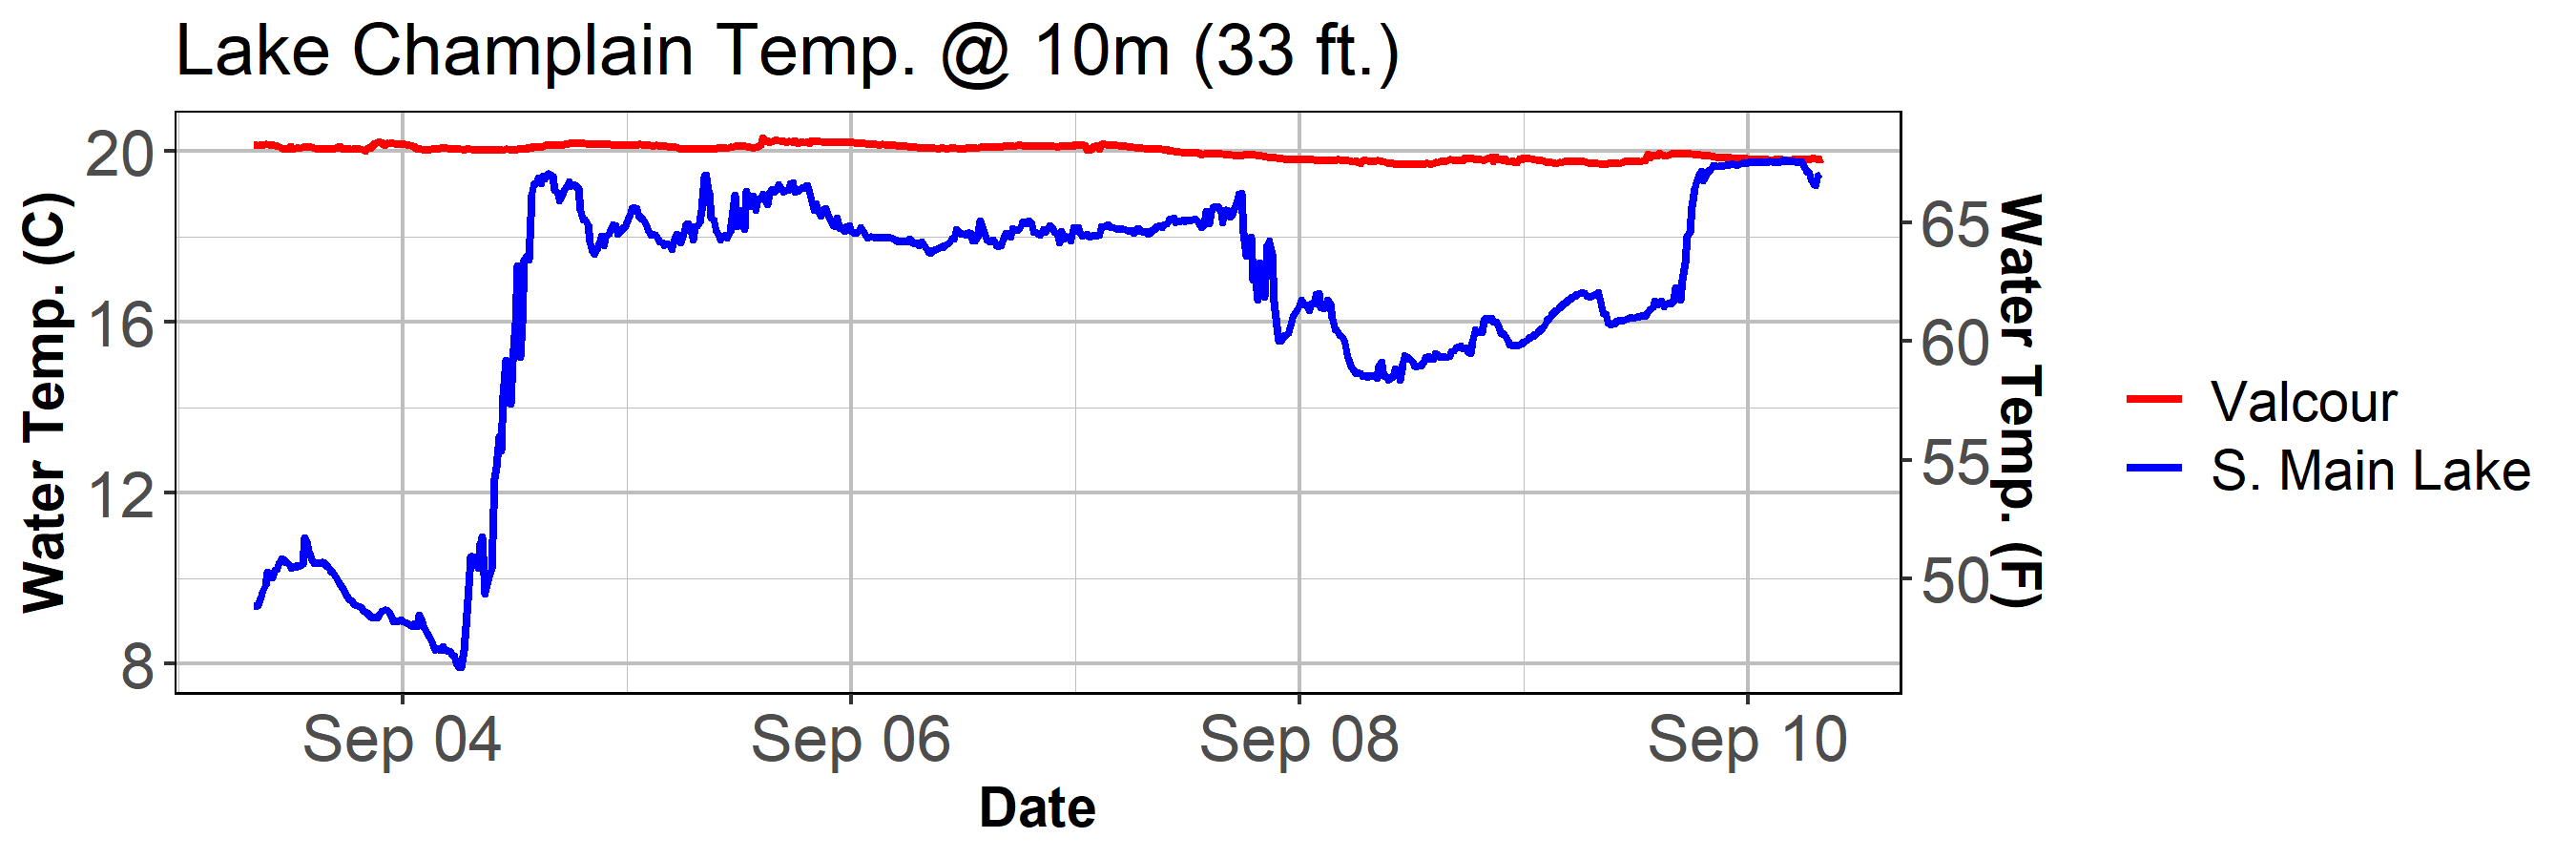 Lake Champlain Temp. @ 10m (33 ft.)
Water Temp. (C)
20
16
12
8
65
60
55
50
Water Temp. (F)
Sep 04
Sep 06
Sep 08
Sep 10
Date
Valcour
S. Main Lake